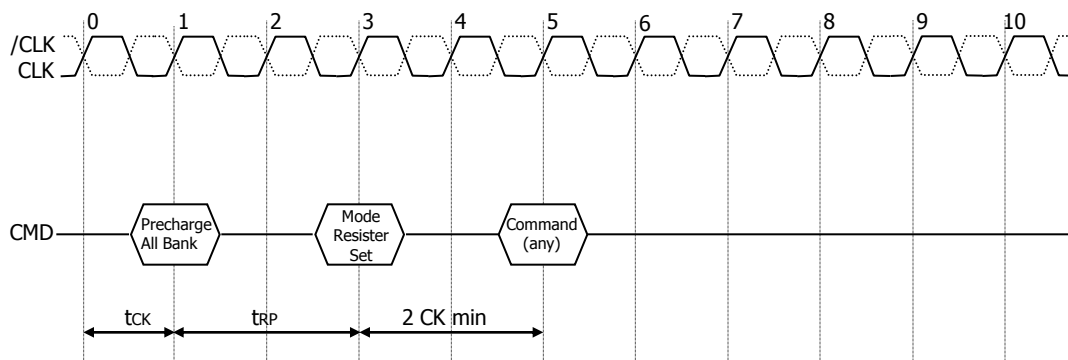 0 1 2 3 4 5 6 7 8 9 10
/CLK
CLK
CMD
Precharge
All Bank
Mode
Resister
Set
Command
(any)
tCK tRP 2 CK min